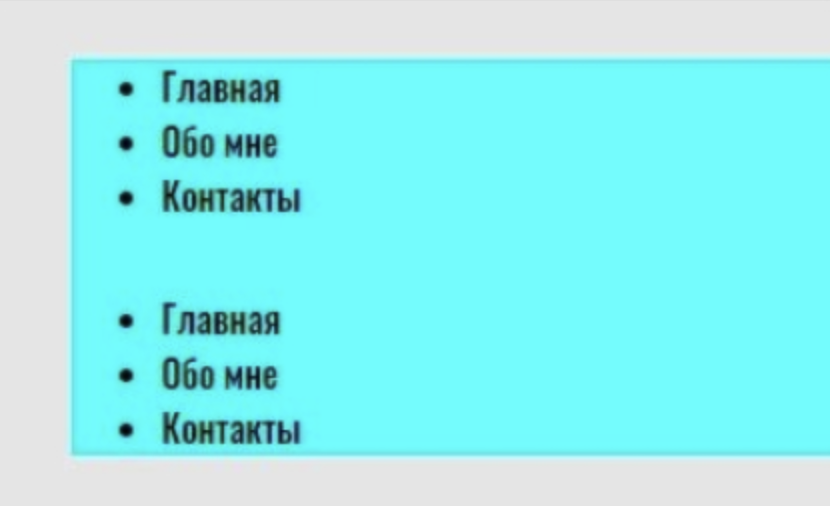 Главная
Обо мне
Контакты
Главная
Обо мне
Контакты